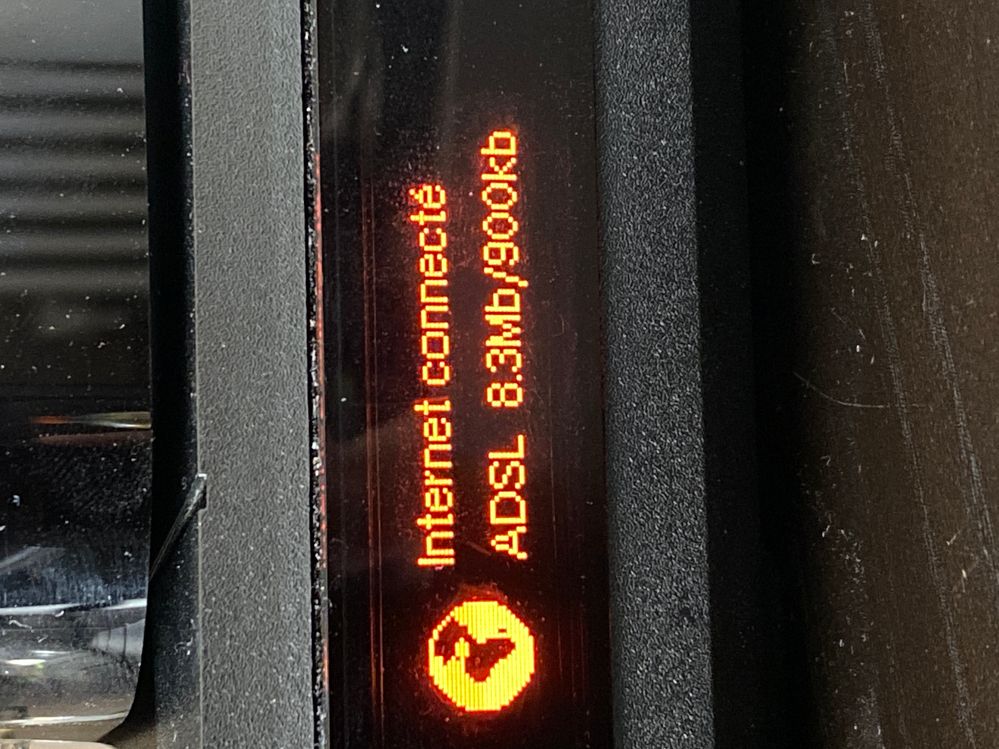 Internet connecté
ADSL 8.3Mb/900kb